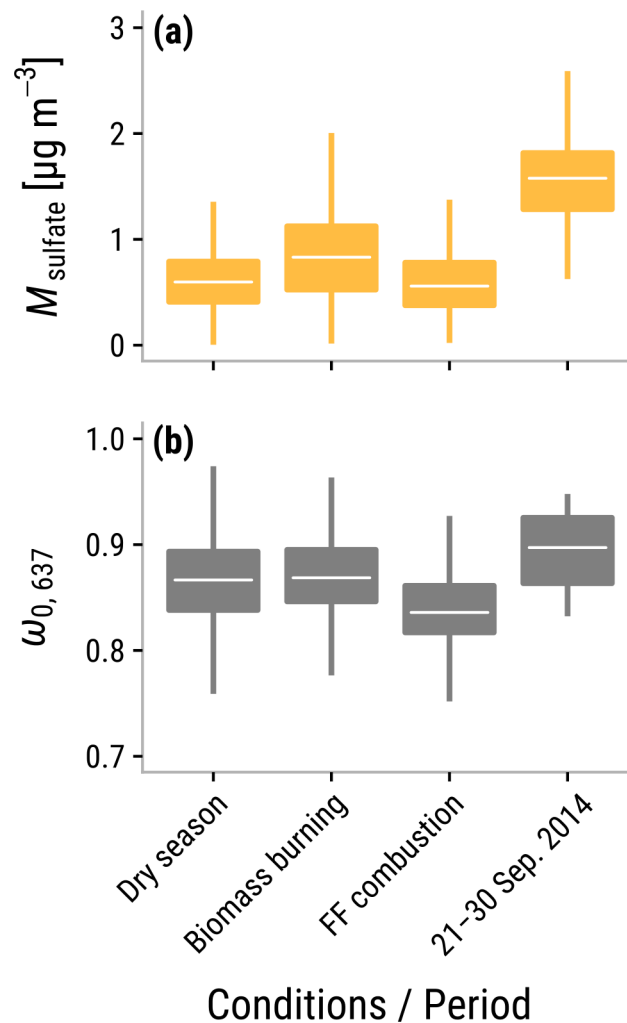 (a)
M sulfate [µg m−3]
3
2
1
0
(b)
ω0, 637
1.0
0.9
0.8
0.7
Dry season
Biomass burning
FF combustion
21–30 Sep. 2014
Conditions / Period